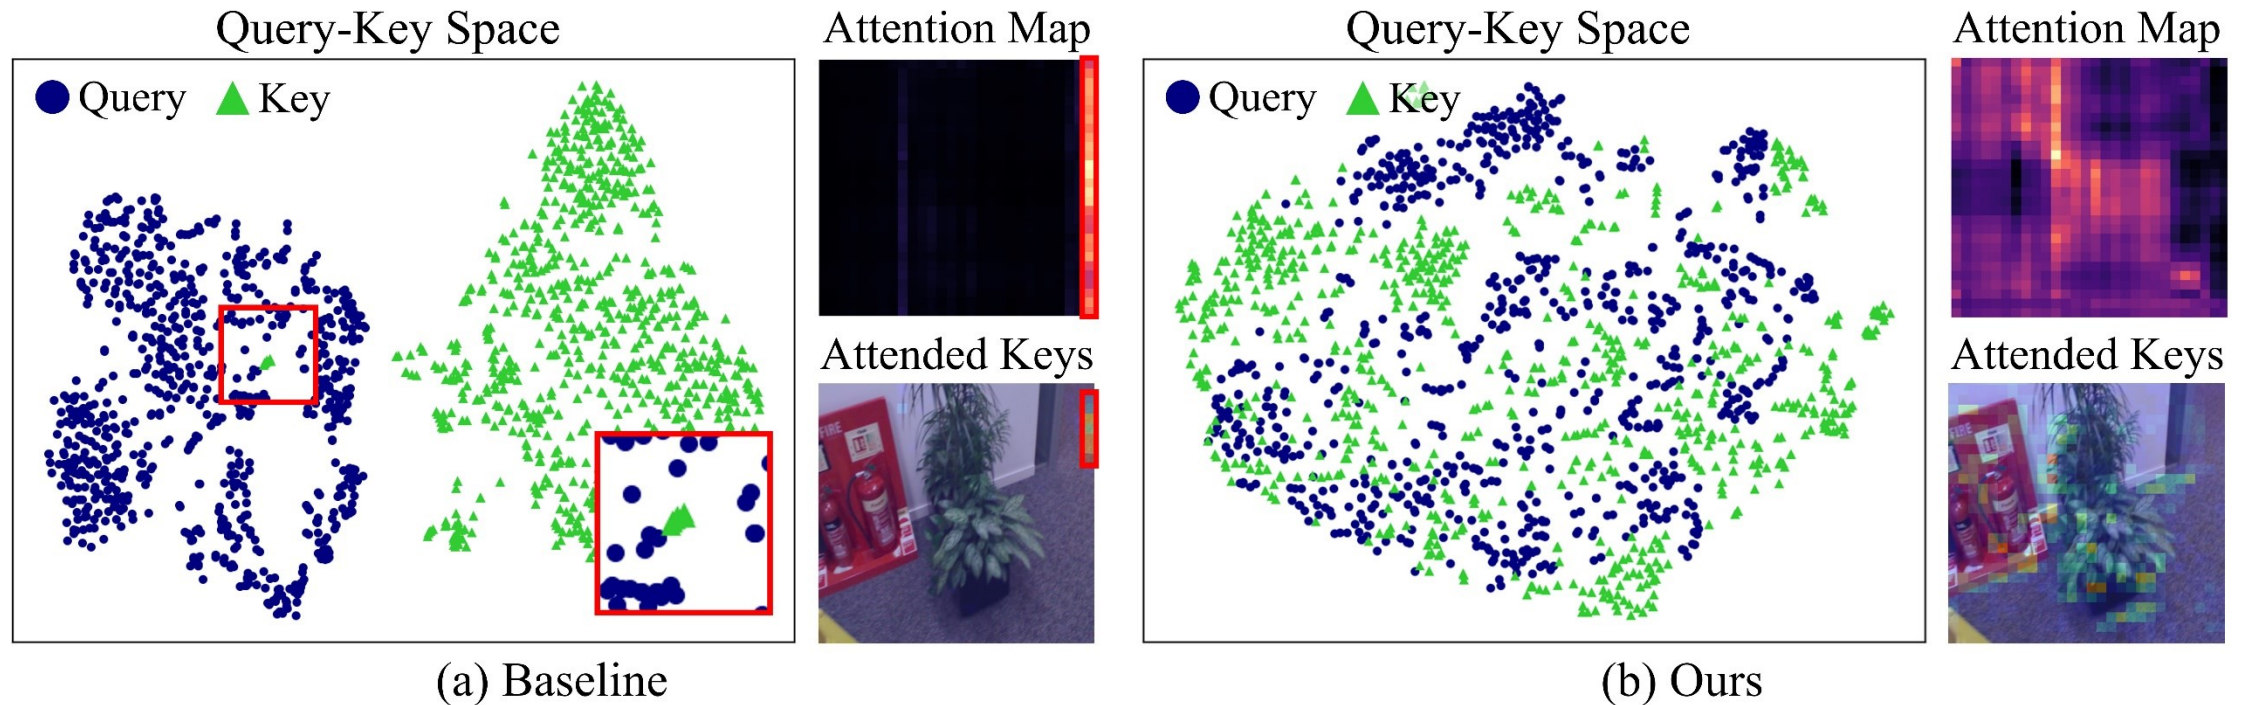 Query-Key Space
Query
Key
Attention Map
Attended Keys
FIRE
(a) Baseline
Query-Key Space
Query
Key
Attention Map
Attended Keys
(b) Ours